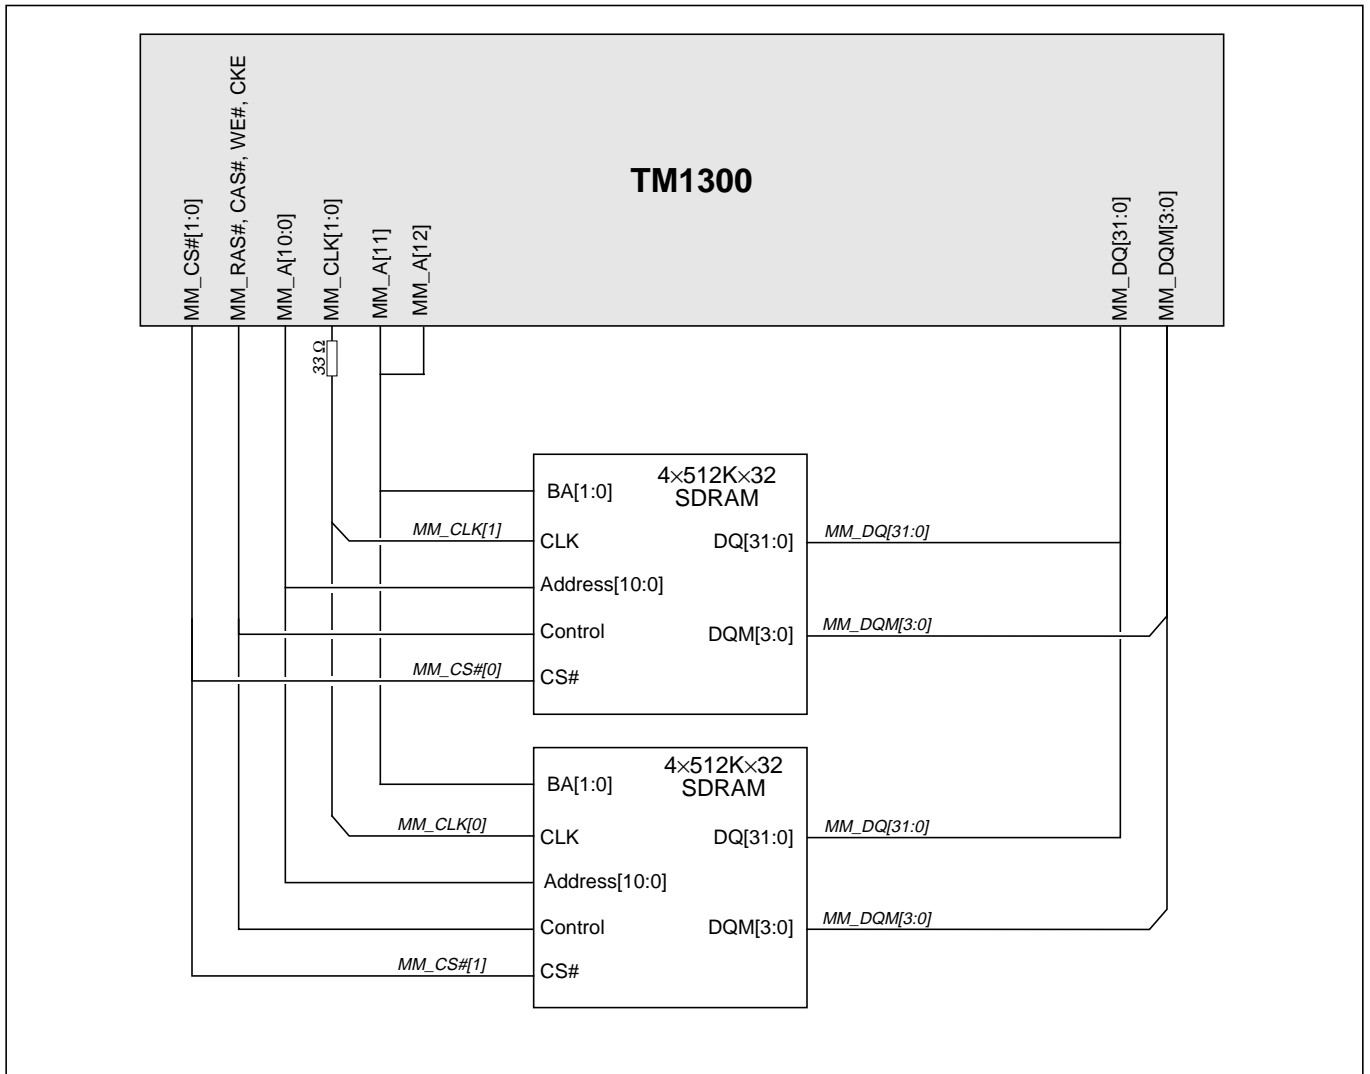 TM1300
MM_CS#[1:0]
MM_RAS#, CAS#, WE#, CKE
MM_A[10:0]
MM_CLK[1:0]
MM_A[11]
MM_A[12]
MM_DQ[31:0]
MM_DQM[3:0]
33 Ω
4×512K×32
SDRAM
BA[1:0]
MM_CLK[1]
CLK
DQ[31:0]
MM_DQ[31:0]
Address[10:0]
Control
DQM[3:0]
MM_DQM[3:0]
MM_CS#[0]
CS#
4×512K×32
SDRAM
BA[1:0]
MM_CLK[0]
CLK
DQ[31:0]
MM_DQ[31:0]
Address[10:0]
Control
DQM[3:0]
MM_DQM[3:0]
MM_CS#[1]
CS#